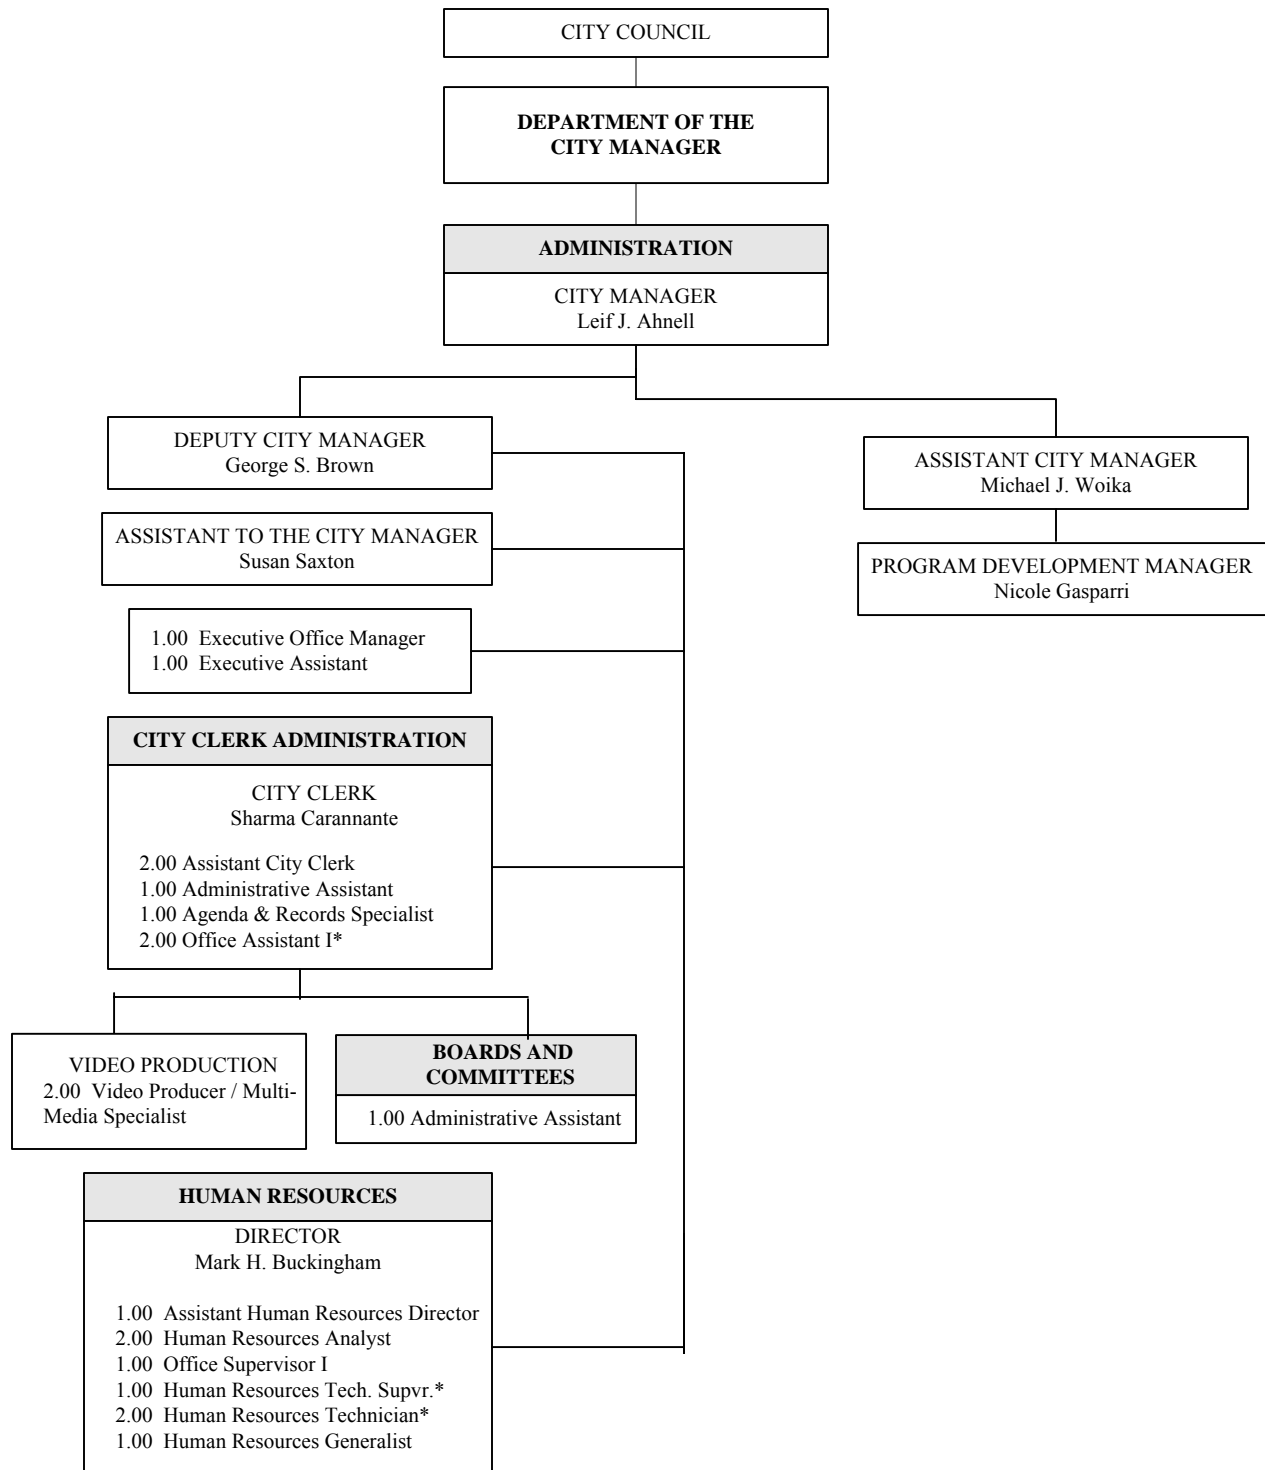 CITY COUNCIL
DEPARTMENT OF THE
CITY MANAGER
ADMINISTRATION
CITY MANAGER
Leif J. Ahnell
DEPUTY CITY MANAGER
George S. Brown
ASSISTANT CITY MANAGER
Michael J. Woika
ASSISTANT TO THE CITY MANAGER
Susan Saxton
PROGRAM DEVELOPMENT MANAGER
Nicole Gasparri
1.00 Executive Office Manager
1.00 Executive Assistant
CITY CLERK ADMINISTRATION
CITY CLERK
Sharma Carannante
2.00 Assistant City Clerk
1.00 Administrative Assistant
1.00 Agenda & Records Specialist
2.00 Office Assistant I*
VIDEO PRODUCTION
2.00 Video Producer / Multi-
Media Specialist
BOARDS AND
COMMITTEES
1.00 Administrative Assistant
HUMAN RESOURCES
DIRECTOR
Mark H. Buckingham
1.00 Assistant Human Resources Director
2.00 Human Resources Analyst
1.00 Office Supervisor I
1.00 Human Resources Tech. Supvr.*
2.00 Human Resources Technician*
1.00 Human Resources Generalist